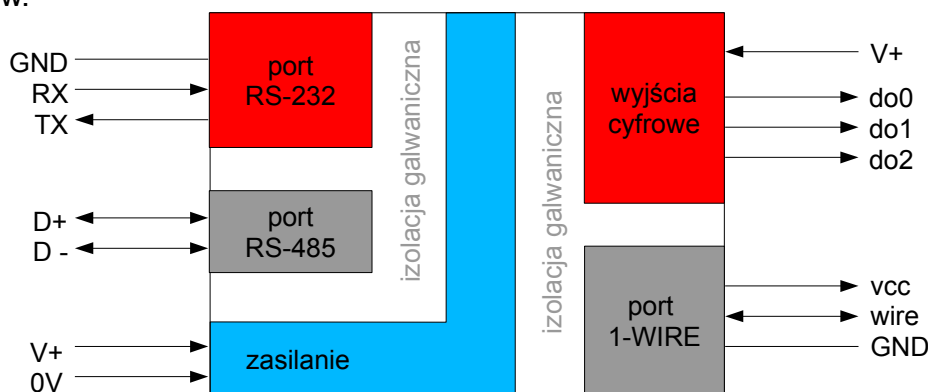 w.
GND
RX
TX
port
RS-232
D+
D -
port
RS-485
V+
0V
zasilanie
izolacja galwaniczna
izolacja galwaniczna
wyjścia
cyfrowe
V+
do0
do1
do2
port
1-WIRE
vcc
wire
GND